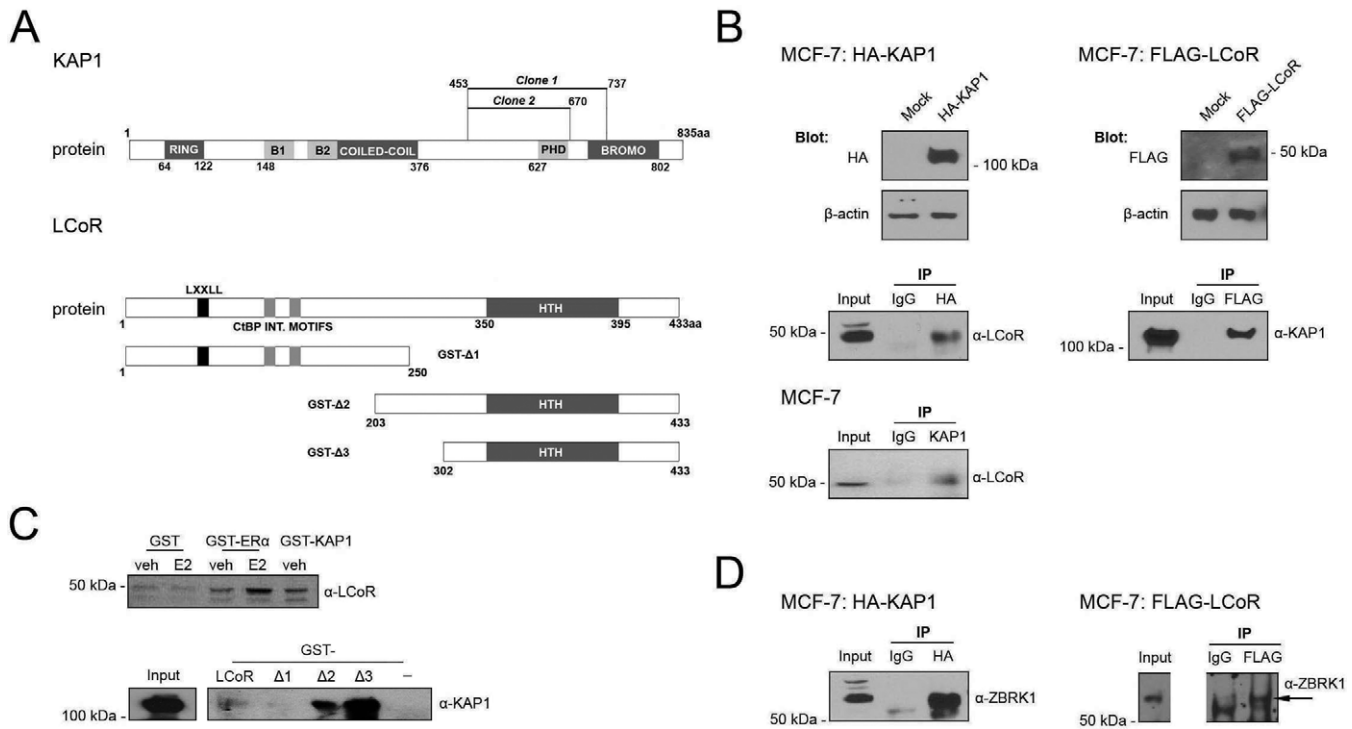 A
KAP1
453 Clone 1 737
Clone 2 670
1 835aa
protein RING B1 B2 COILED-COIL PHD BROMO
64 122 148 376 627 802
LCoR
LXXLL
protein HTH
1 CtBP INT. MOTIFS 350 395 433aa
GST-Δ1
1 250
GST-Δ2 HTH
203 433
GST-Δ3 HTH
302 433
B
MCF-7: HA-KAP1
Mock HA-KAP1
Blot:
HA - 100 kDa
β-actin
IP
Input IgG HA
50 kDa - α-LCoR
MCF-7
IP
Input IgG KAP1
50 kDa - α-LCoR
MCF-7: FLAG-LCoR
Mock FLAG-LCoR
Blot:
FLAG - 50 kDa
β-actin
IP
Input IgG FLAG
100 kDa - α-KAP1
C
GST GST-ERα GST-KAP1
veh E2 veh E2 veh
50 kDa - α-LCoR
GST-
Input LCoR Δ1 Δ2 Δ3 –
100 kDa - α-KAP1
D
MCF-7: HA-KAP1
IP
Input IgG HA
α-ZBRK1
50 kDa -
MCF-7: FLAG-LCoR
IP
Input IgG FLAG
α-ZBRK1
50 kDa -